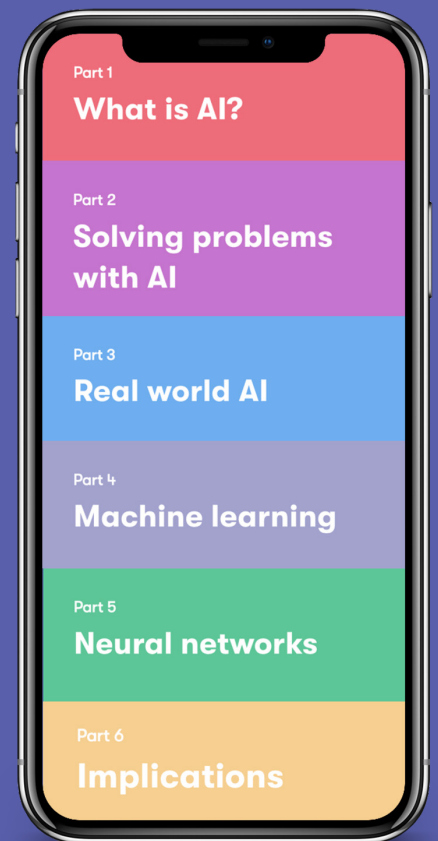 Part 1
What is AI?
Part 2
Solving problems
with AI
Part 3
Real world AI
Part 4
Machine learning
Part 5
Neural networks
Part 6
Implications